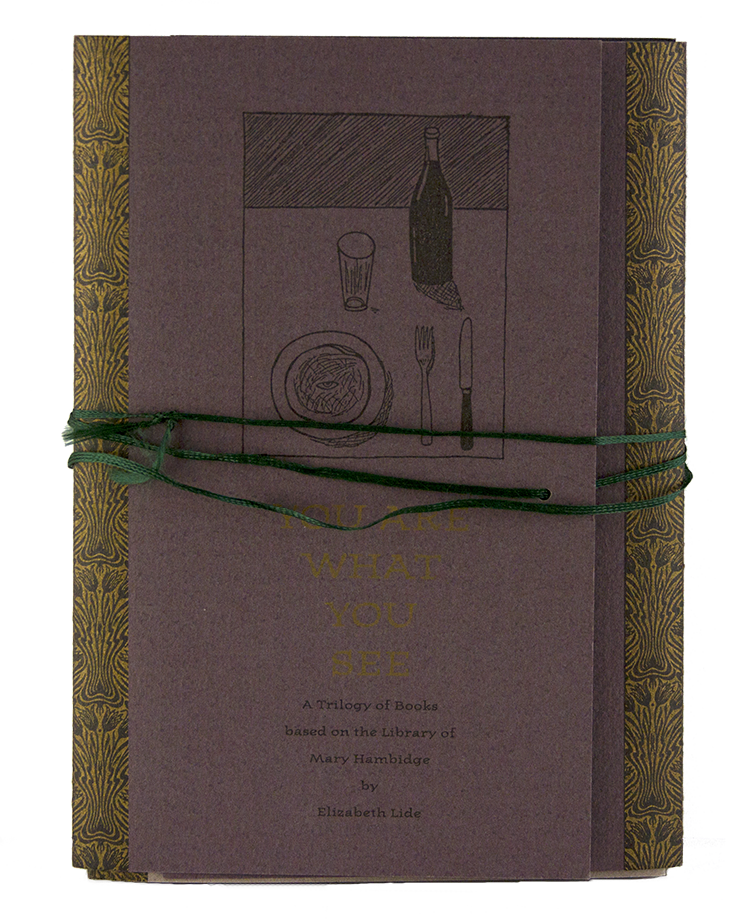 YOU ARE
WHAT
YOU
SEE
A Trilogy of Books
based on the Library of
Mary Hambidge
by
Elizabeth Lide